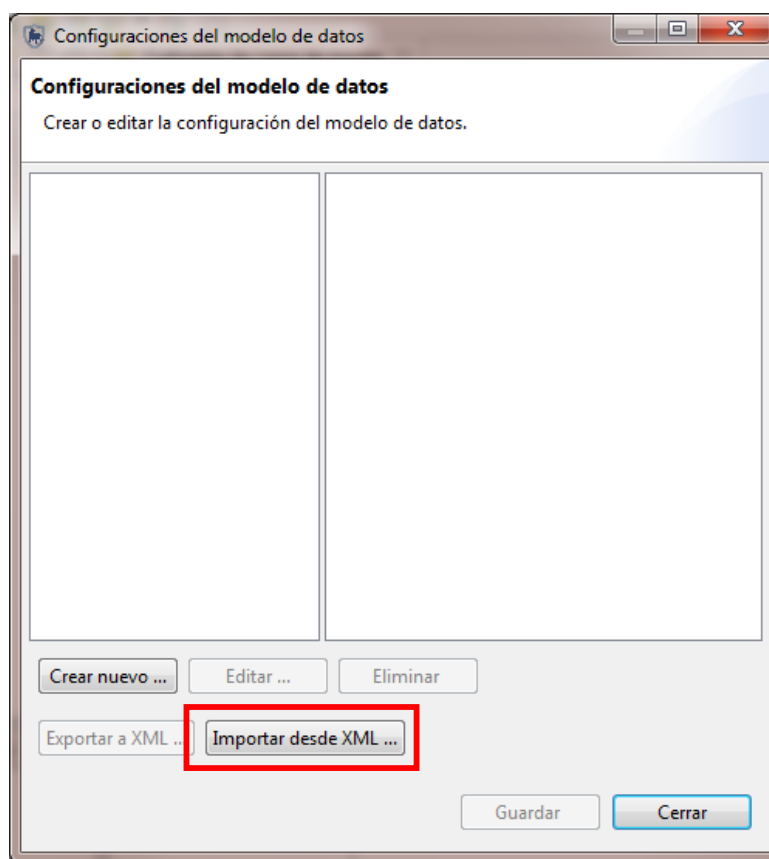 Configuraciones del modelo de datos
Configuraciones del modelo de datos
Crear o editar la configuración del modelo de datos.
Crear nuevo ... Editar ... Eliminar
Exportar a XML ... Importar desde XML ...
Guardar Cerrar